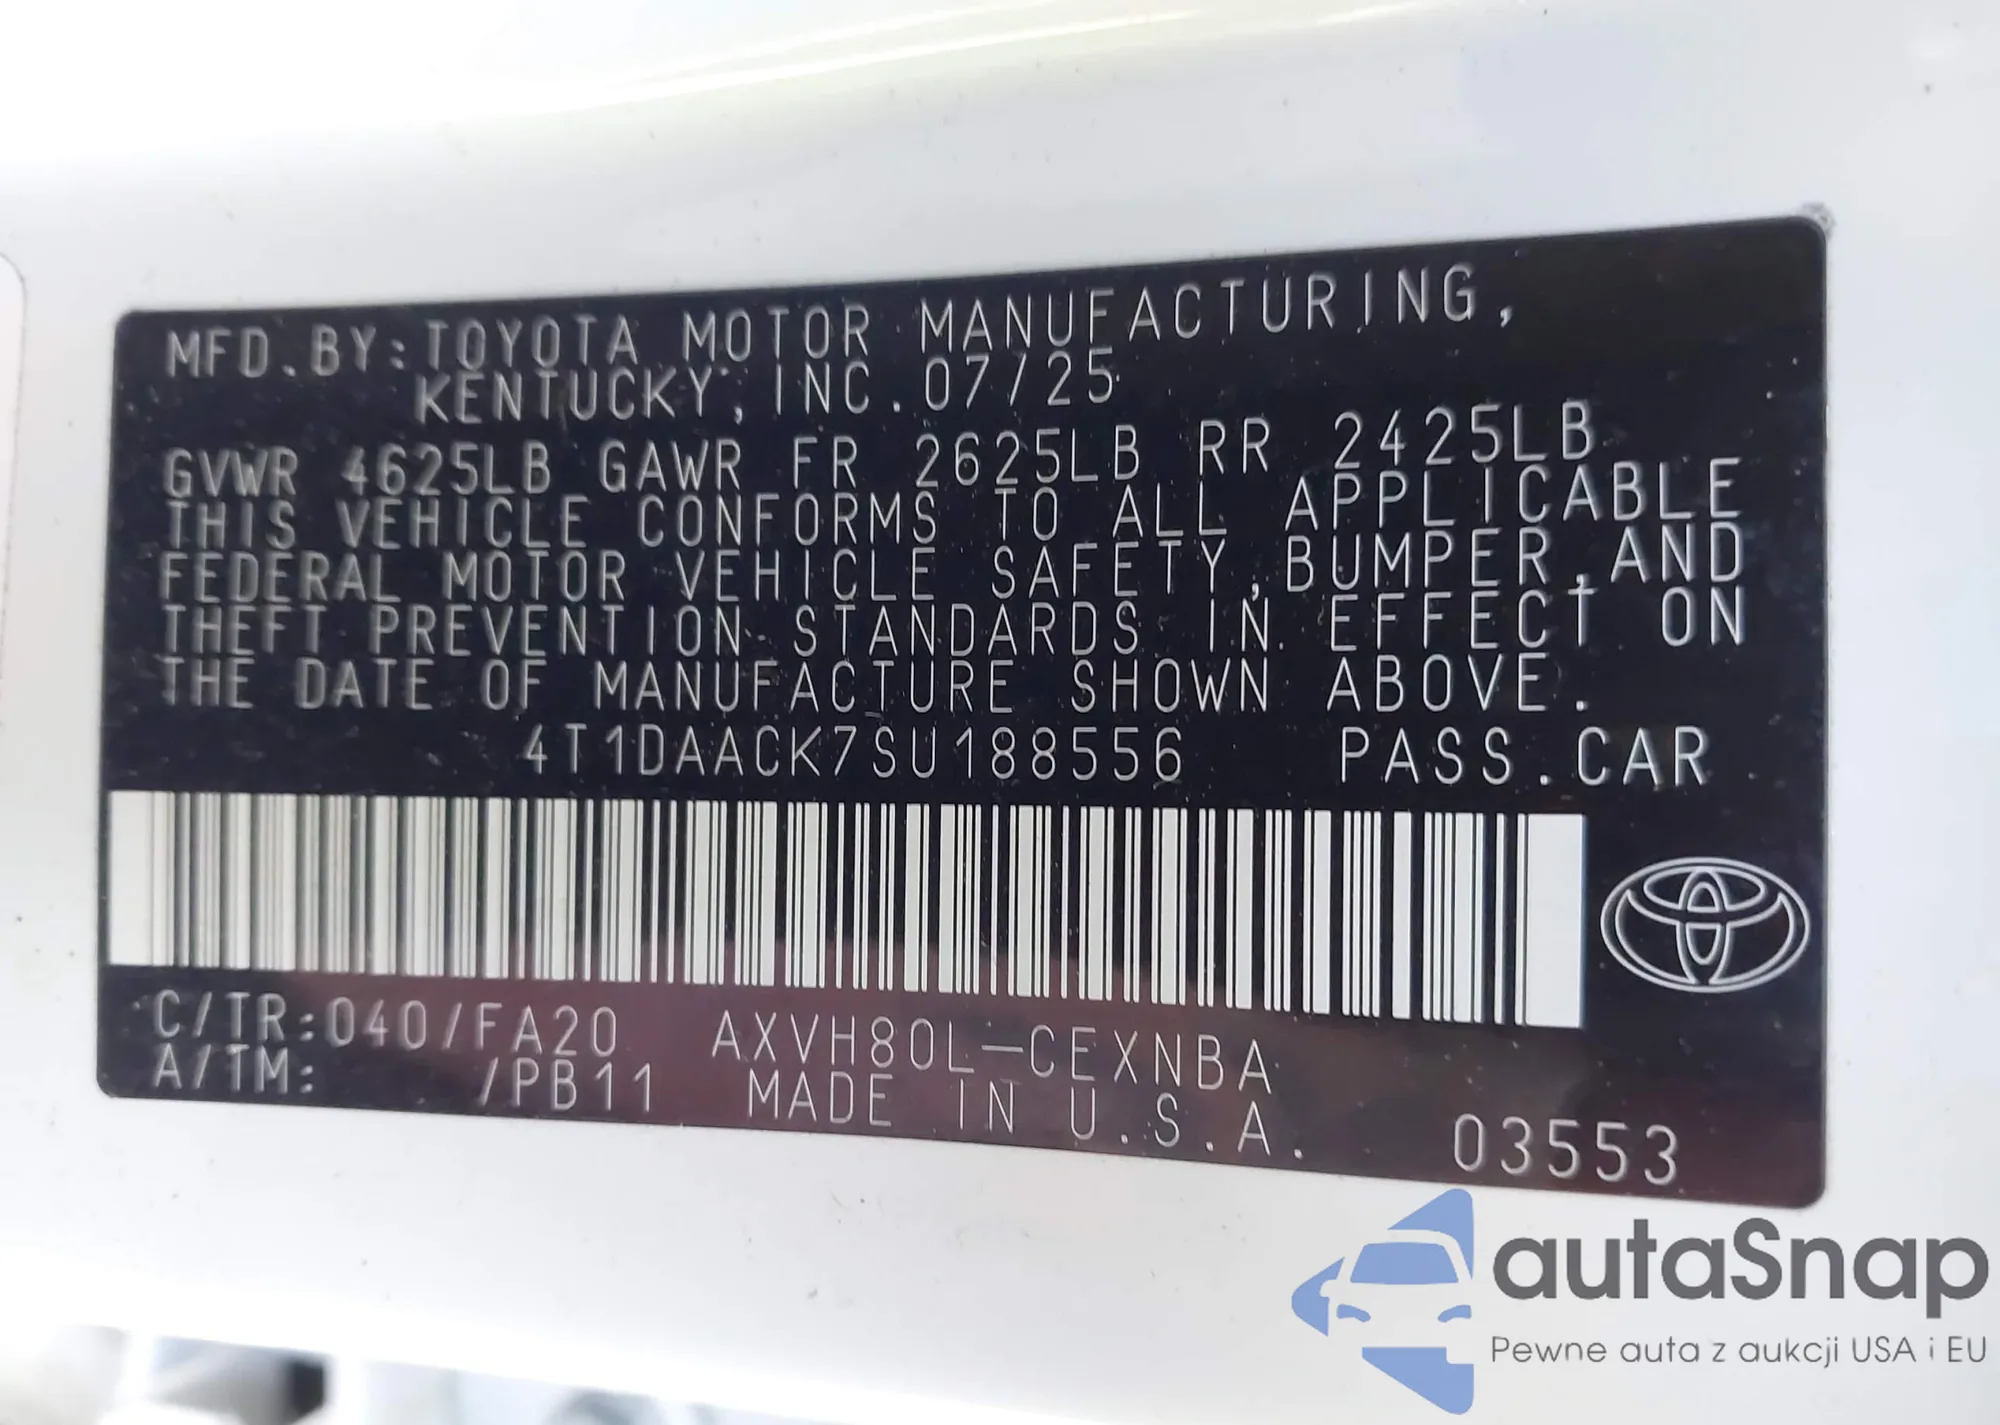 MFD.BY:TOYOTA MOTOR MANUFACTURING,
KENTUCKY, INC. 07/25
GVWR 4625LB GAWR FR 2625LB RR 2425LB
THIS VEHICLE CONFORMS TO ALL APPLICABLE
FEDERAL MOTOR VEHICLE SAFETY,BUMPER,AND
THEFT PREVENTION STANDARDS IN EFFECT ON
THE DATE OF MANUFACTURE SHOWN ABOVE.
4T1DAACK7SU188556 PASS.CAR
C/TR:040/FA20 AXVH80L-CEXNBA
A/TM: /PB11 MADE IN U.S.A. 03553
autaSnap
Pewne auta z aukcji USA i EU